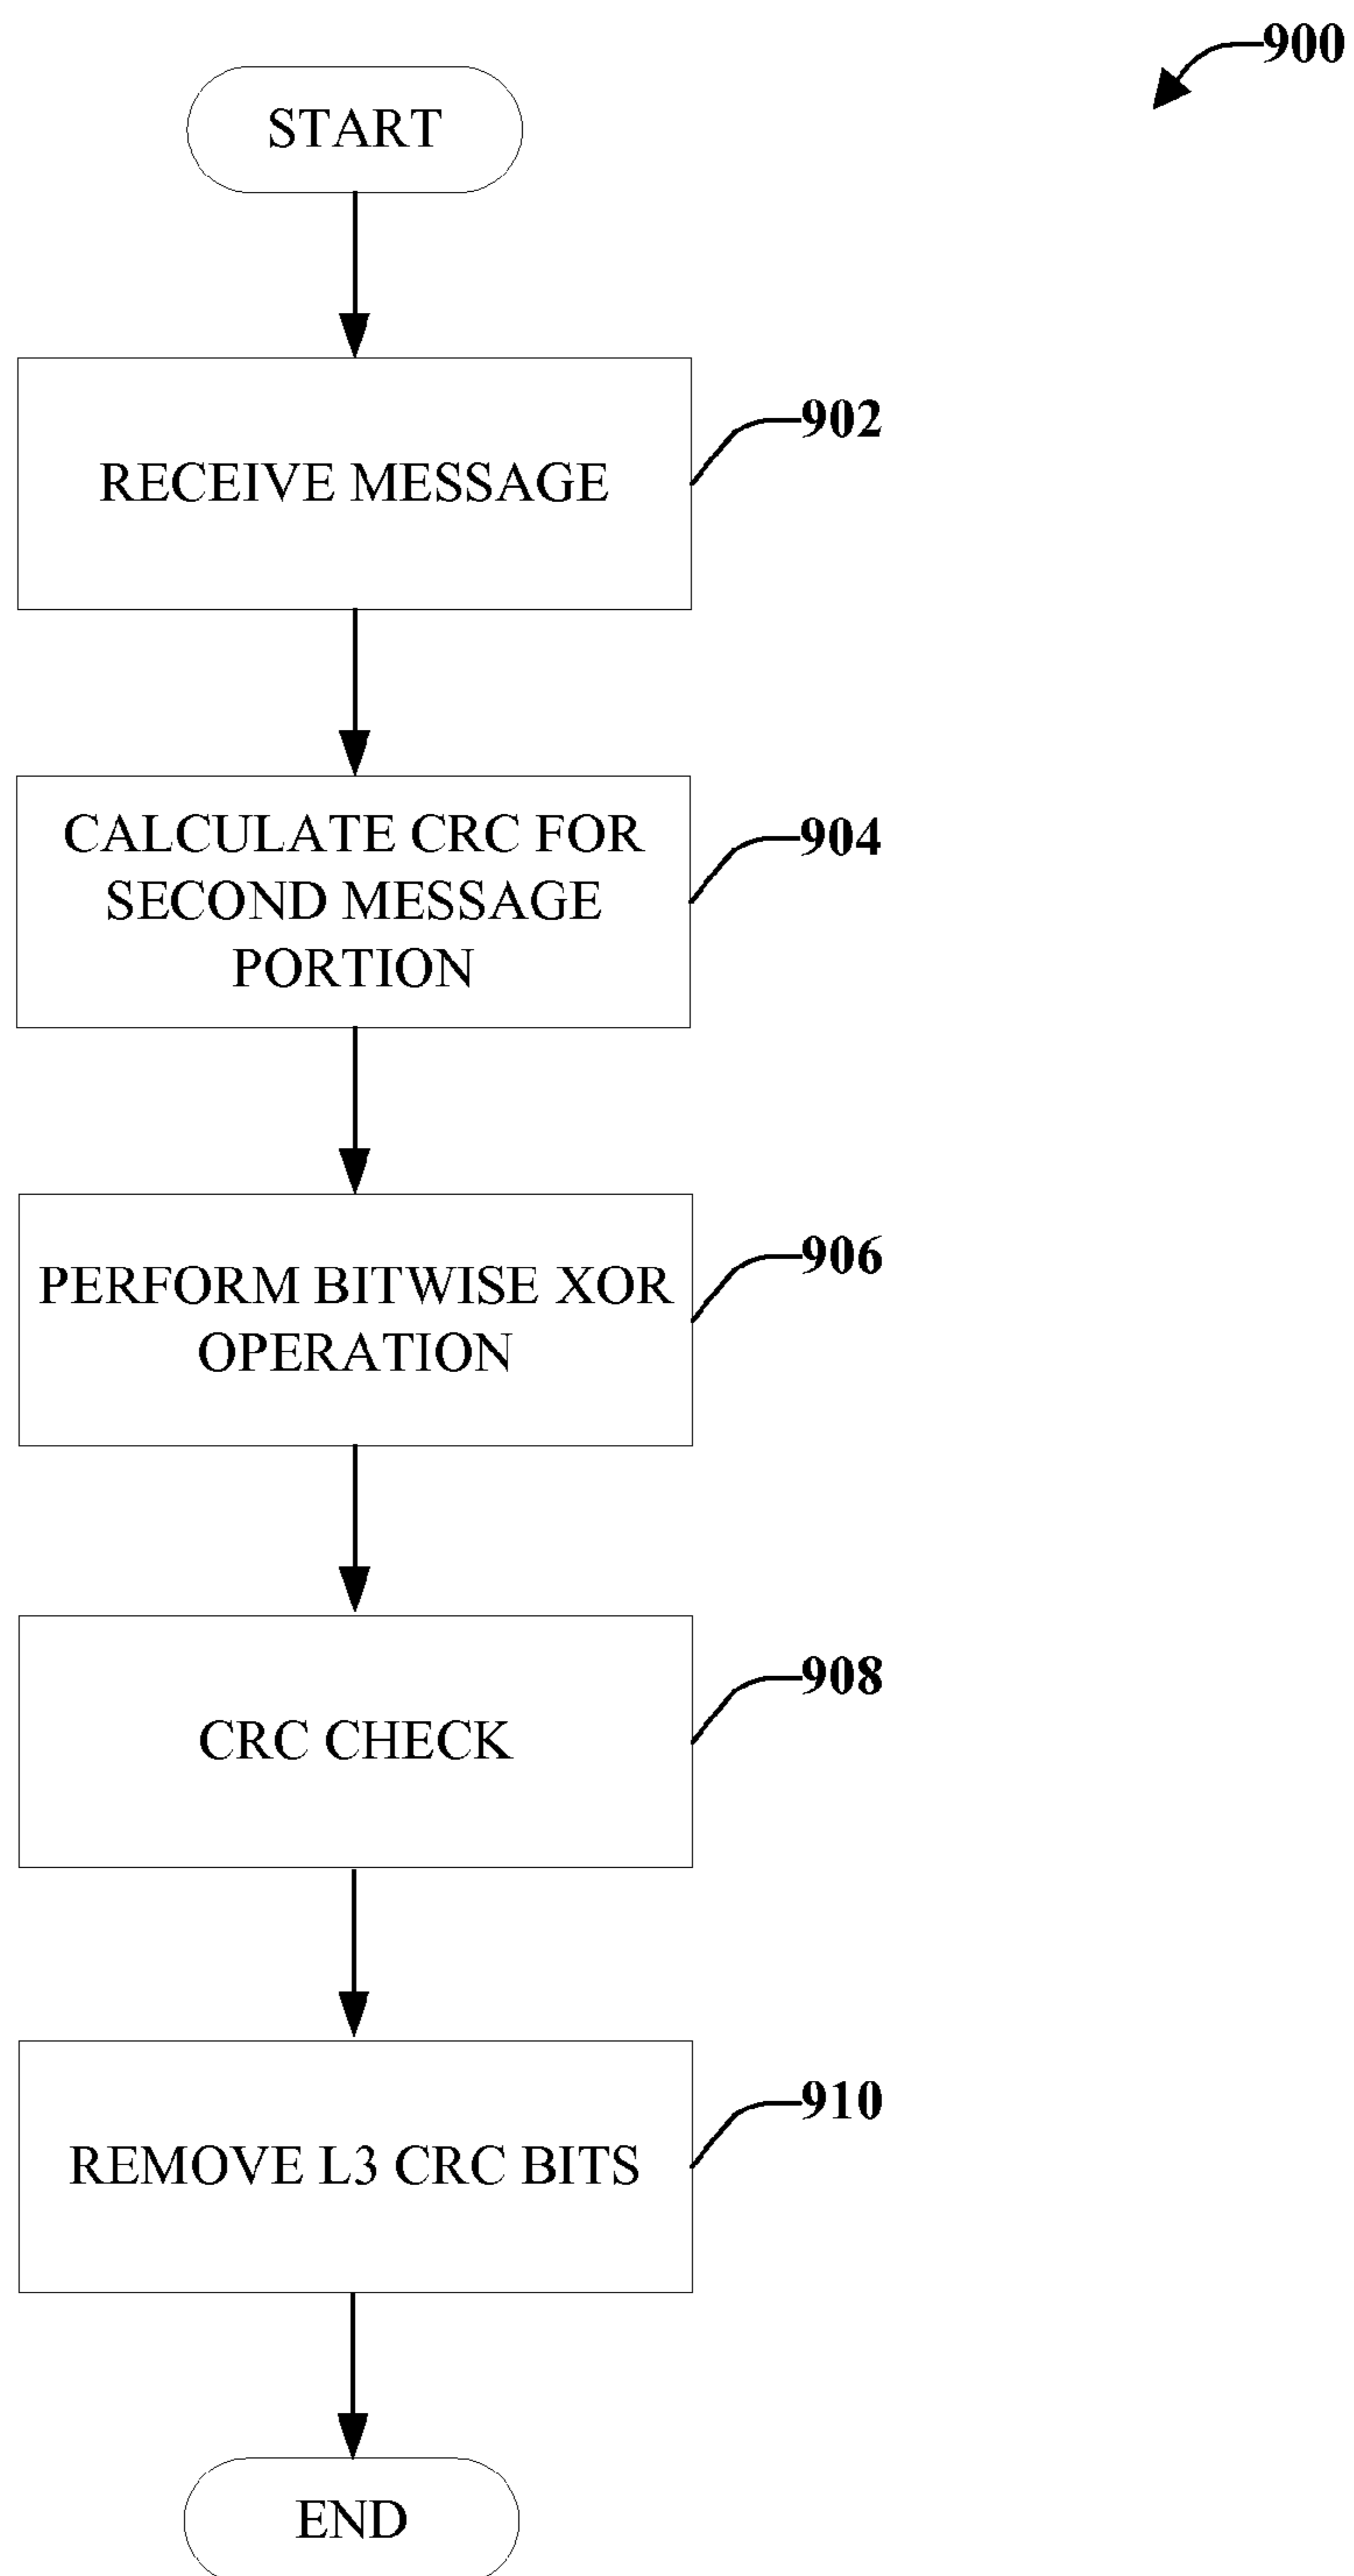 900
START
RECEIVE MESSAGE
902
CALCULATE CRC FOR
SECOND MESSAGE
PORTION
904
PERFORM BITWISE XOR
OPERATION
906
CRC CHECK
908
REMOVE L3 CRC BITS
910
END